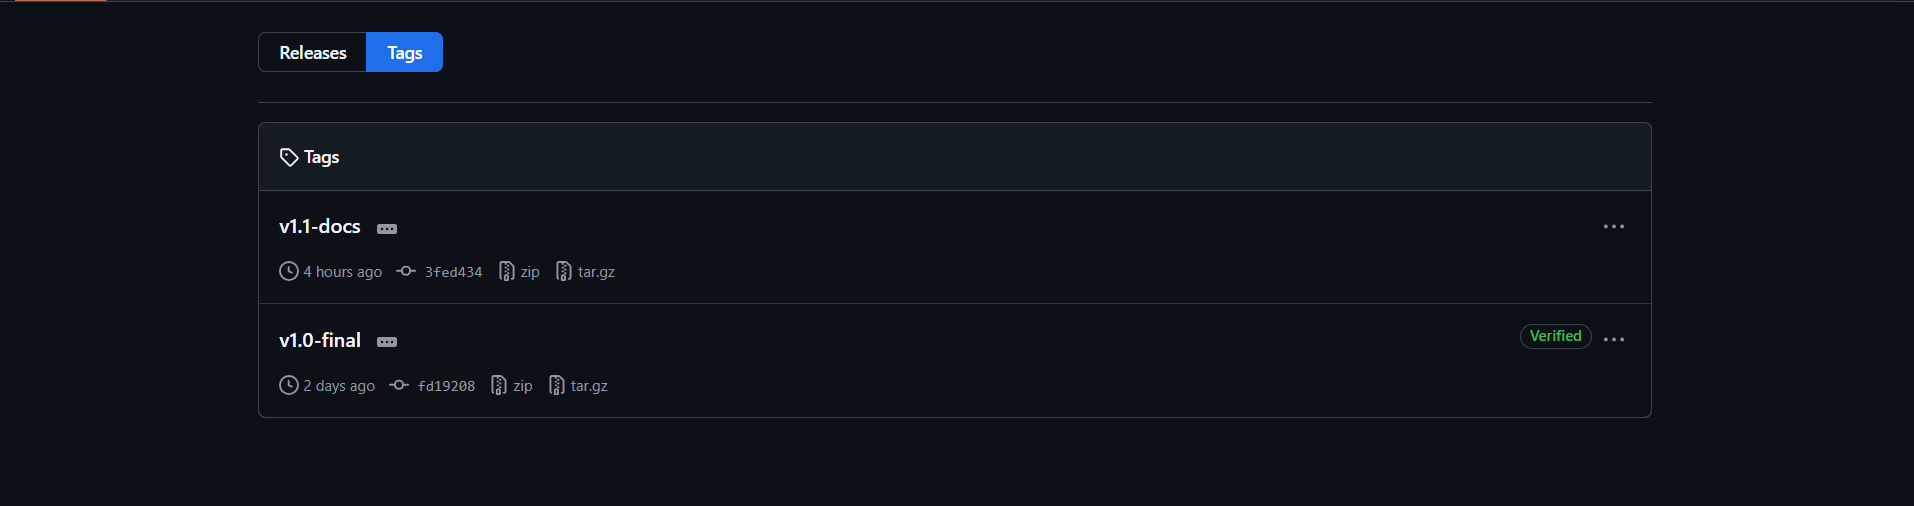 Releases Tags
Tags
v1.1-docs
4 hours ago 3fed434 zip tar.gz
v1.0-final Verified
2 days ago fd19208 zip tar.gz